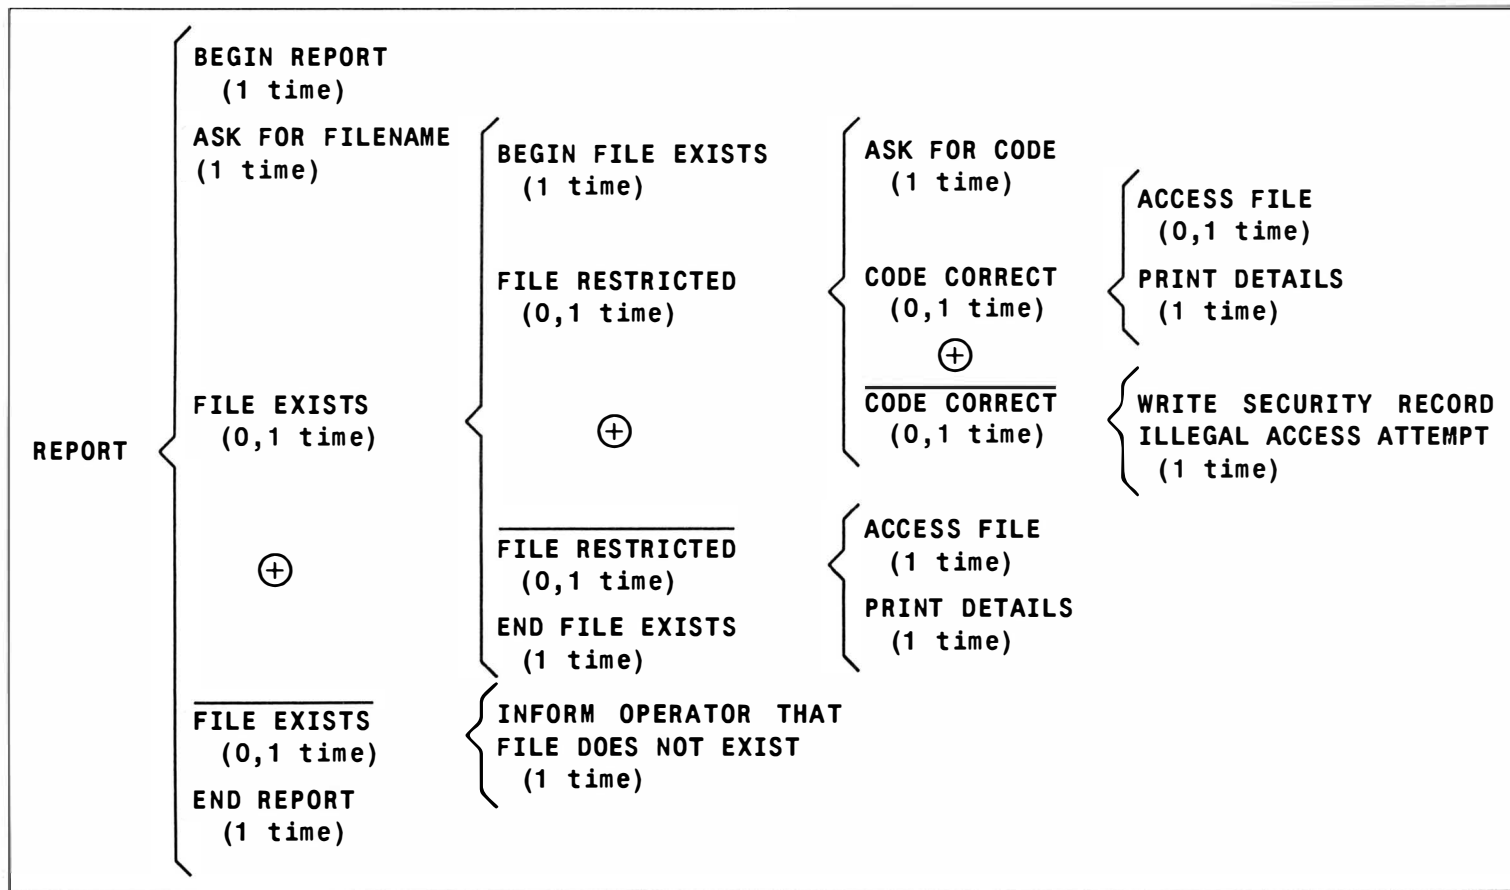 REPORT
BEGIN REPORT
(1 time)
ASK FOR FILENAME
(1 time)
FILE EXISTS
(0,1 time)
⊕
FILE EXISTS
(0,1 time)
END REPORT
(1 time)
BEGIN FILE EXISTS
(1 time)
FILE RESTRICTED
(0,1 time)
⊕
FILE RESTRICTED
(0,1 time)
END FILE EXISTS
(1 time)
INFORM OPERATOR THAT
FILE DOES NOT EXIST
(1 time)
ASK FOR CODE
(1 time)
CODE CORRECT
(0,1 time)
⊕
CODE CORRECT
(0,1 time)
ACCESS FILE
(1 time)
PRINT DETAILS
(1 time)
ACCESS FILE
(0,1 time)
PRINT DETAILS
(1 time)
WRITE SECURITY RECORD
ILLEGAL ACCESS ATTEMPT
(1 time)